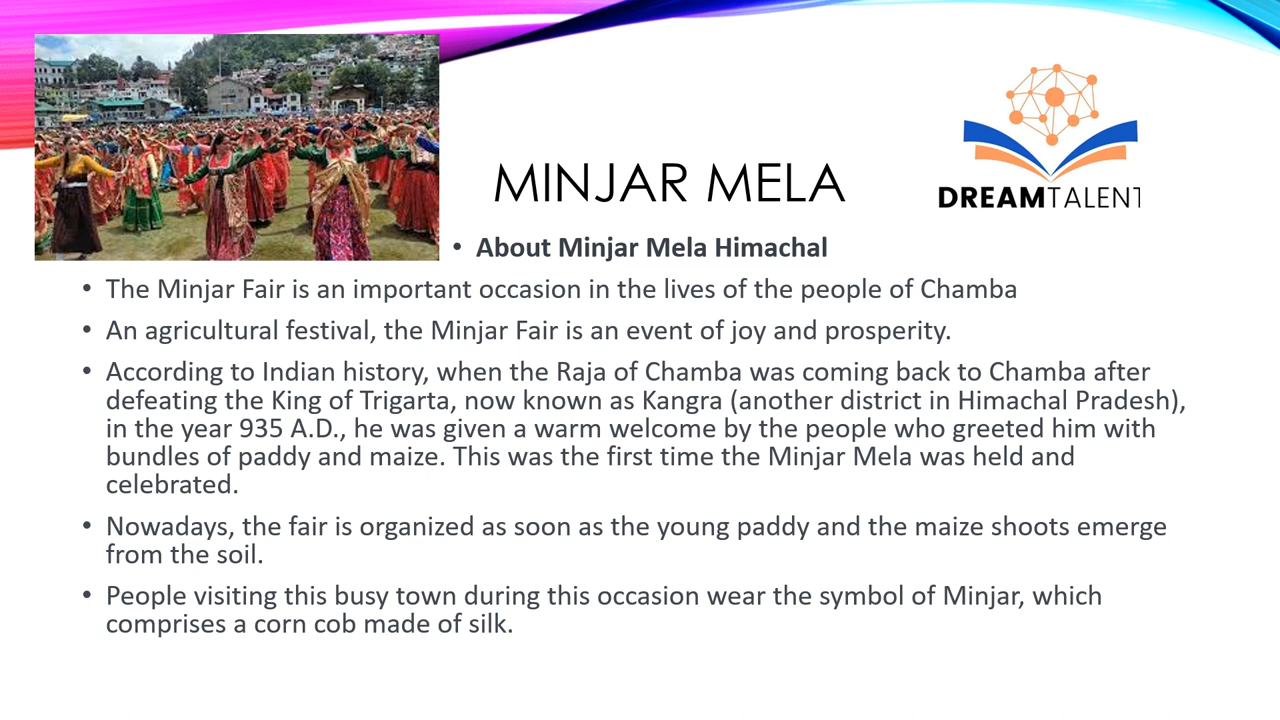 MINJAR MELA
DREAMTALENT
• About Minjar Mela Himachal
• The Minjar Fair is an important occasion in the lives of the people of Chamba
• An agricultural festival, the Minjar Fair is an event of joy and prosperity.
• According to Indian history, when the Raja of Chamba was coming back to Chamba after
defeating the King of Trigarta, now known as Kangra (another district in Himachal Pradesh),
in the year 935 A.D., he was given a warm welcome by the people who greeted him with
bundles of paddy and maize. This was the first time the Minjar Mela was held and
celebrated.
• Nowadays, the fair is organized as soon as the young paddy and the maize shoots emerge
from the soil.
• People visiting this busy town during this occasion wear the symbol of Minjar, which
comprises a corn cob made of silk.